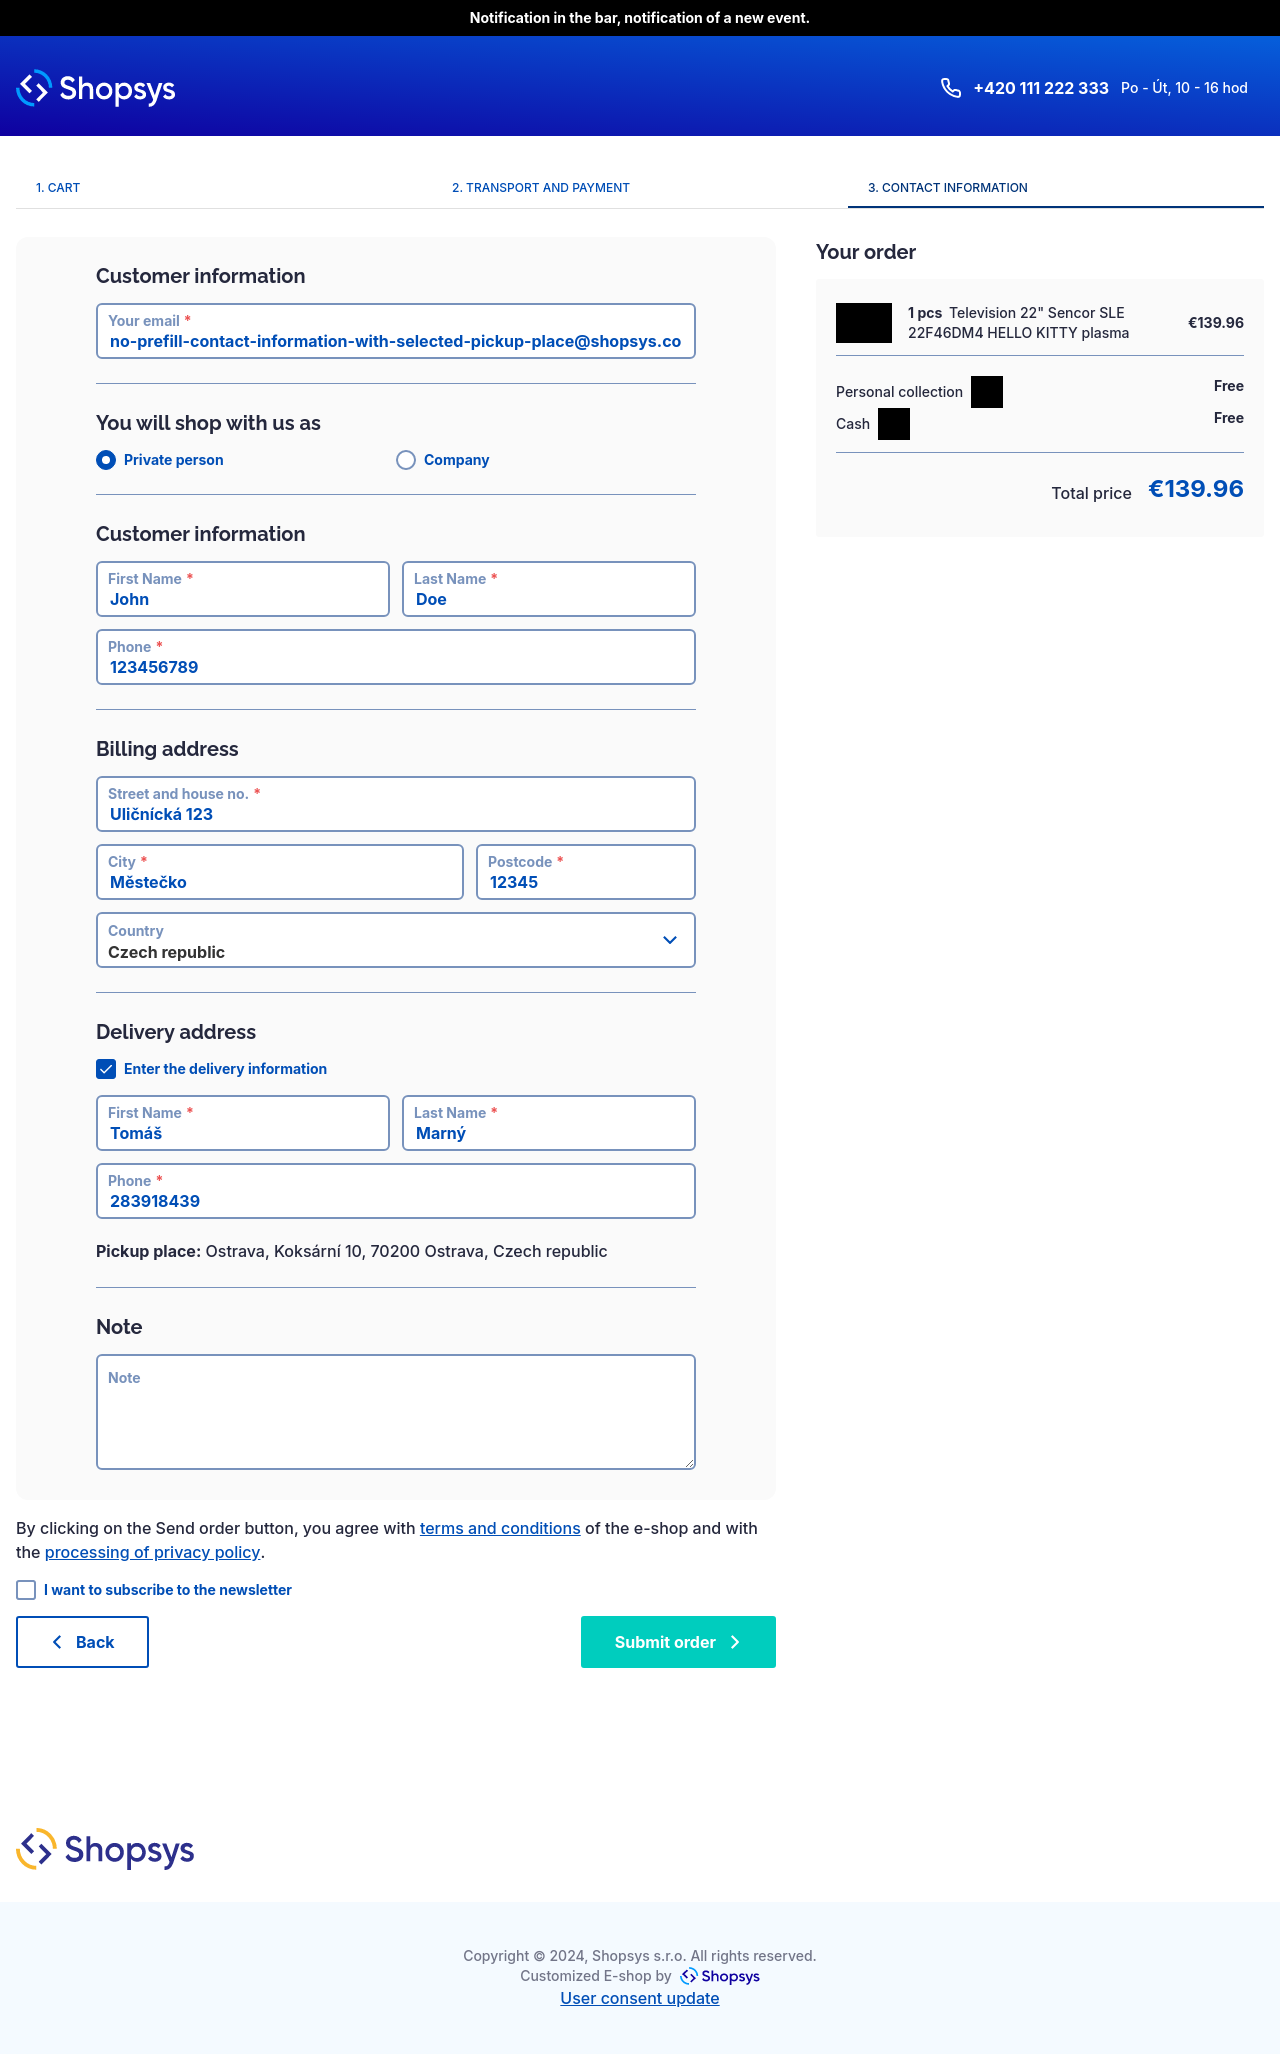 Notification in the bar, notification of a new event.
Shopsys
+420 111 222 333 Po - Út, 10 - 16 hod
1. CART
2. TRANSPORT AND PAYMENT
3. CONTACT INFORMATION
Customer information
Your email *
no-prefill-contact-information-with-selected-pickup-place@shopsys.co
You will shop with us as
Private person
Company
Customer information
First Name *
John
Last Name *
Doe
Phone *
123456789
Billing address
Street and house no. *
Uličnícká 123
City *
Městečko
Postcode *
12345
Country
Czech republic
Delivery address
Enter the delivery information
First Name *
Tomáš
Last Name *
Marný
Phone *
283918439
Pickup place: Ostrava, Koksární 10, 70200 Ostrava, Czech republic
Note
Note
By clicking on the Send order button, you agree with terms and conditions of the e-shop and with
the processing of privacy policy.
I want to subscribe to the newsletter
Back
Submit order
Your order
1 pcs Television 22" Sencor SLE
22F46DM4 HELLO KITTY plasma
€139.96
Personal collection
Free
Cash
Free
Total price €139.96
Shopsys
Copyright © 2024, Shopsys s.r.o. All rights reserved.
Customized E-shop by Shopsys
User consent update